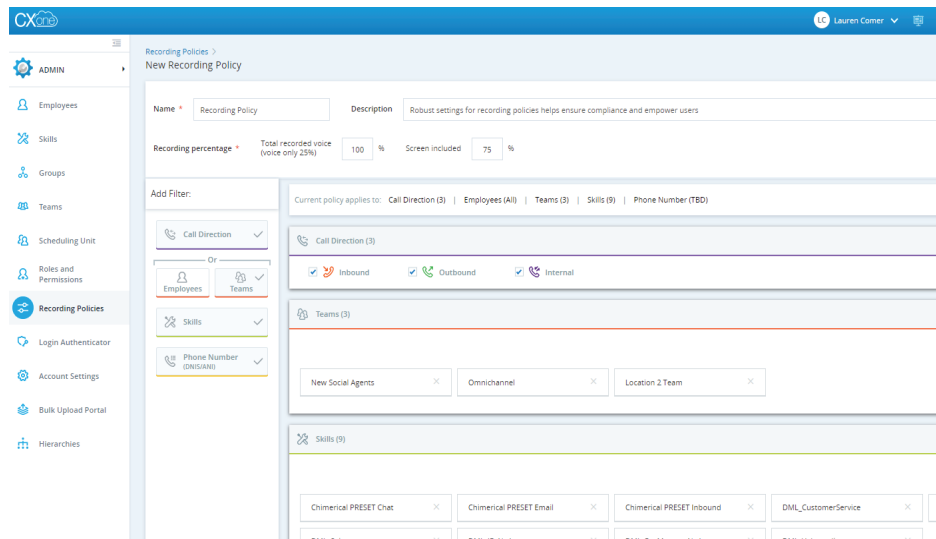 CXone
LC Lauren Comer
ADMIN
Employees
Skills
Groups
Teams
Scheduling Unit
Roles and
Permissions
Recording Policies
Login Authenticator
Account Settings
Bulk Upload Portal
Hierarchies
Recording Policies >
New Recording Policy
Name * Recording Policy Description Robust settings for recording policies helps ensure compliance and empower users
Recording percentage * Total recorded voice
(voice only 25%) 100 % Screen included 75 %
Add Filter:
Call Direction
Or
Employees Teams
Skills
Phone Number
(DNIS/ANI)
Current policy applies to: Call Direction (3) | Employees (All) | Teams (3) | Skills (9) | Phone Number (TBD)
Call Direction (3)
Inbound Outbound Internal
Teams (3)
New Social Agents Omnichannel Location 2 Team
Skills (9)
Chimerical PRESET Chat Chimerical PRESET Email Chimerical PRESET Inbound DML_CustomerService